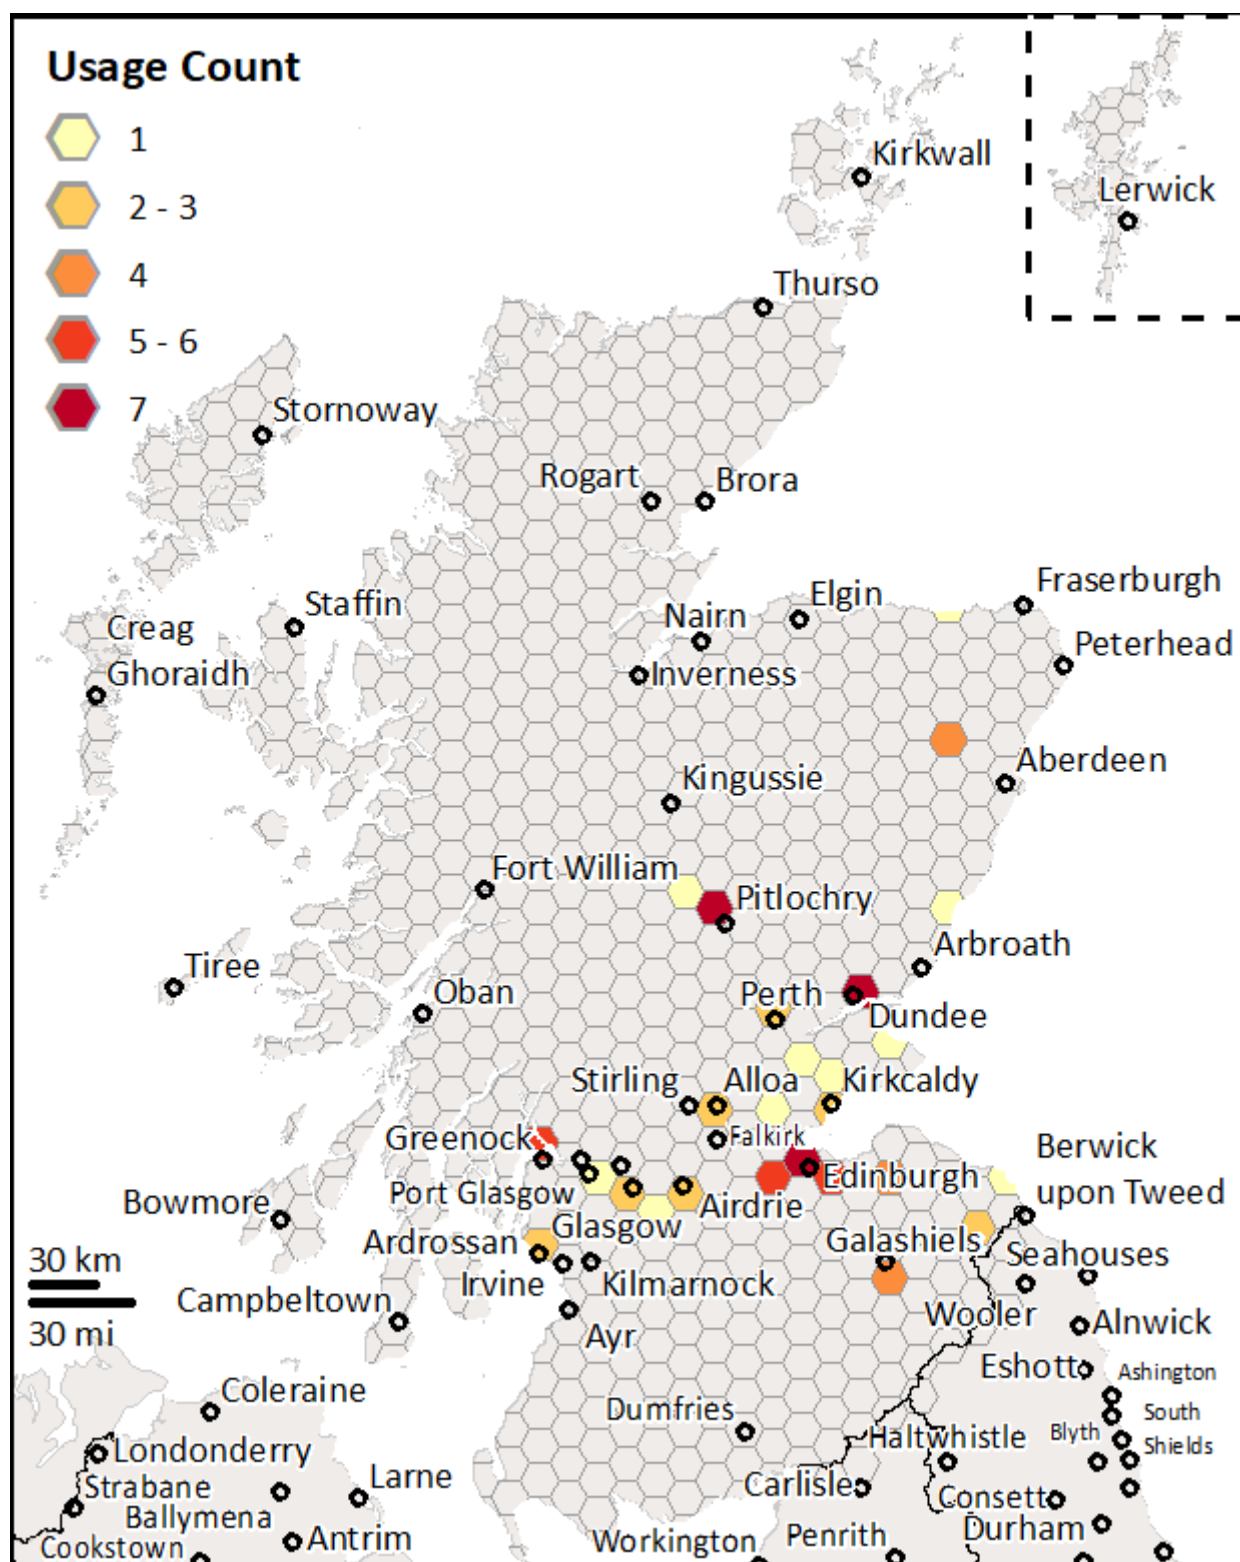 Usage Count
1
2 - 3
4
5 - 6
7
Kirkwall
Lerwick
Thurso
Stornoway
Rogart
Brora
Fraserburgh
Elgin
Staffin
Creag
Ghoraidh
Nairn
Peterhead
Inverness
Aberdeen
Kingussie
Fort William
Pitlochry
Arbroath
Tiree
Oban
Perth
Dundee
Stirling
Alloa
Kirkcaldy
Greenock
Falkirk
Berwick
upon Tweed
Edinburgh
Port Glasgow
Bowmore
Airdrie
Glasgow
Ardrossan
Galashiels
Seahouses
30 km
Irvine
Kilmarnock
Campbeltown
Wooler
Alnwick
30 mi
Ayr
Eshott
Ashington
Coleraine
Dumfries
South
Shields
Blyth
Haltwhistle
Londonderry
Larne
Strabane
Carlisle
Consett
Ballymena
Durham
Antrim
Workington
Penrith
Cookstown